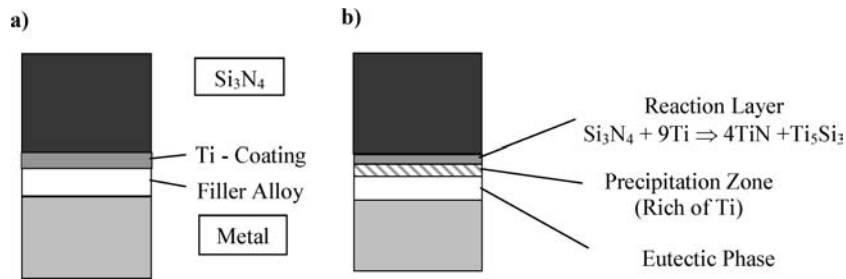 a)
Si₃N₄
Ti - Coating
Filler Alloy
Metal
b)
Reaction Layer
Si₃N₄ + 9Ti ⇒ 4TiN +Ti₅Si₃
Precipitation Zone
(Rich of Ti)
Eutectic Phase